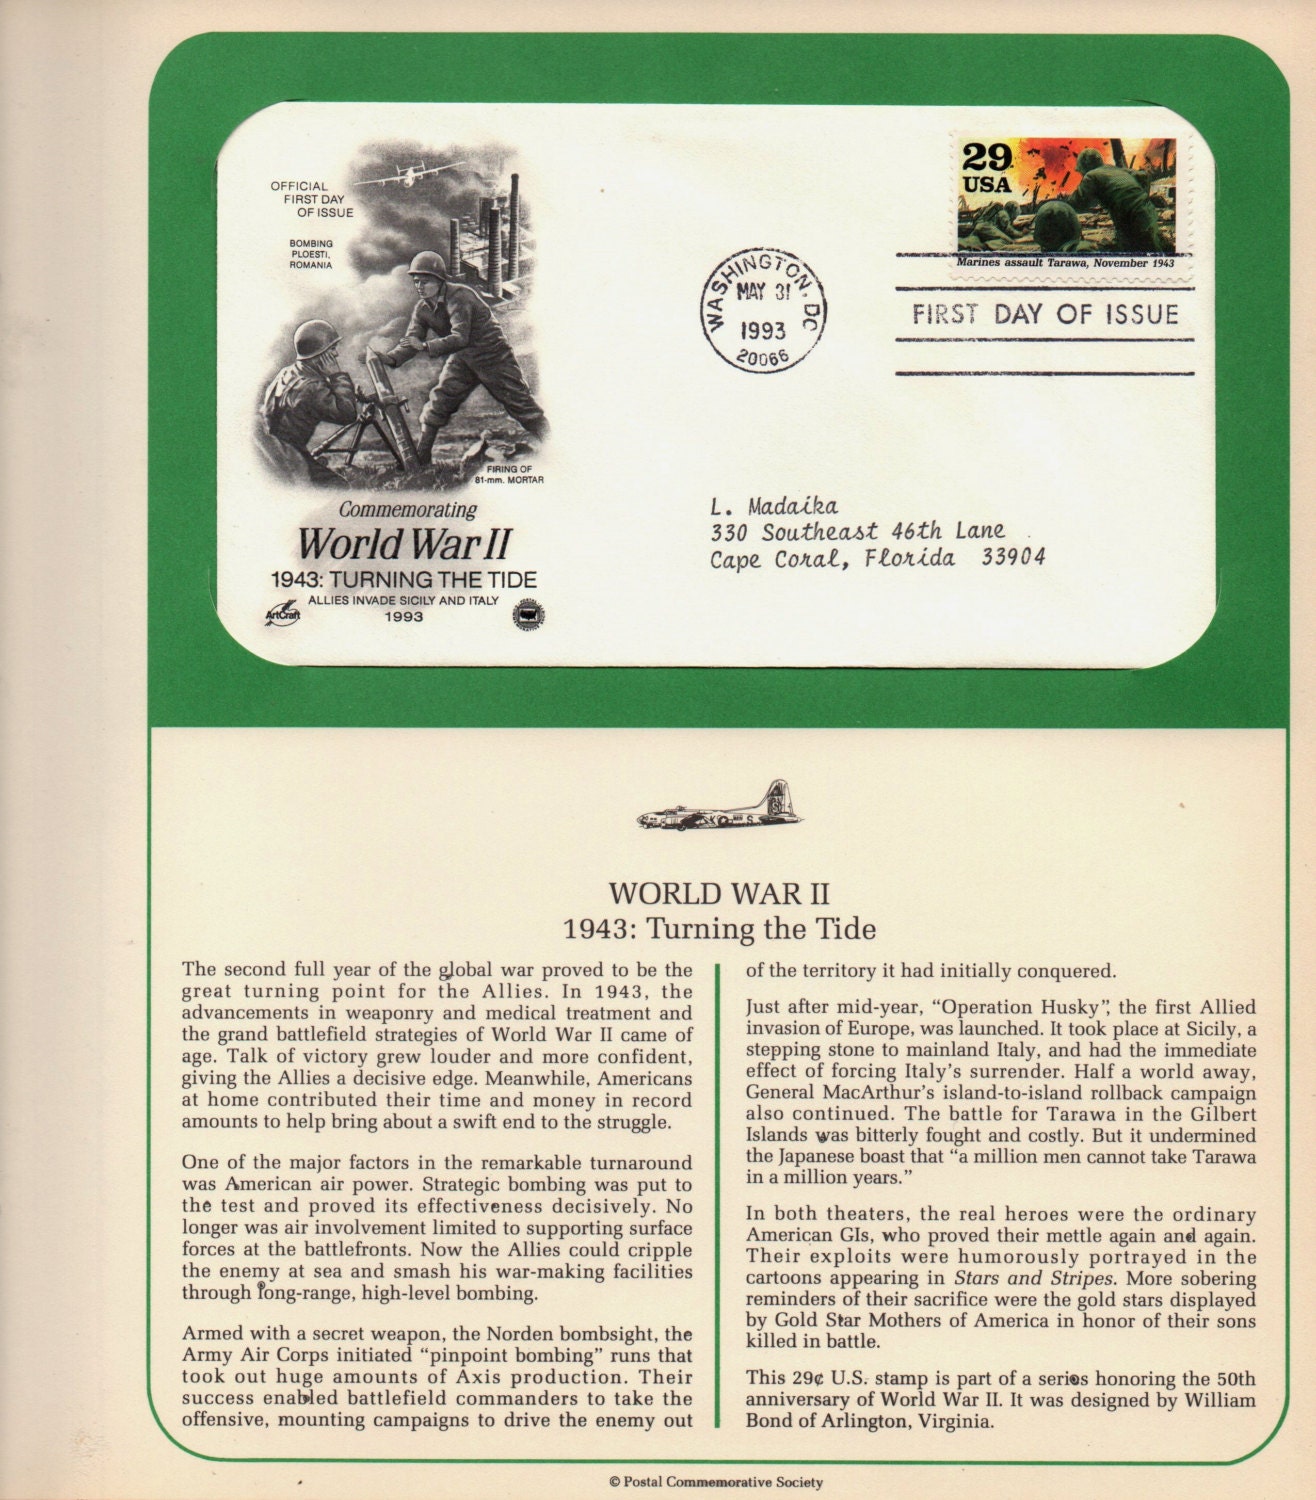 OFFICIAL
FIRST DAY
OF ISSUE
BOMBING
PLOESTI,
ROMANIA
FIRING OF
81-mm. MORTAR
Commemorating
World War II
1943: TURNING THE TIDE
ALLIES INVADE SICILY AND ITALY
1993
ArtCraft
WASHINGTON, DC
MAY 31
1993
20066
29
USA
Marines assault Tarawa, November 1943
FIRST DAY OF ISSUE
L. Madaika
330 Southeast 46th Lane
Cape Coral, Florida 33904
WORLD WAR II
1943: Turning the Tide
The second full year of the global war proved to be the
great turning point for the Allies. In 1943, the
advancements in weaponry and medical treatment and
the grand battlefield strategies of World War II came of
age. Talk of victory grew louder and more confident,
giving the Allies a decisive edge. Meanwhile, Americans
at home contributed their time and money in record
amounts to help bring about a swift end to the struggle.
One of the major factors in the remarkable turnaround
was American air power. Strategic bombing was put to
the test and proved its effectiveness decisively. No
longer was air involvement limited to supporting surface
forces at the battlefronts. Now the Allies could cripple
the enemy at sea and smash his war-making facilities
through long-range, high-level bombing.
Armed with a secret weapon, the Norden bombsight, the
Army Air Corps initiated “pinpoint bombing” runs that
took out huge amounts of Axis production. Their
success enabled battlefield commanders to take the
offensive, mounting campaigns to drive the enemy out
of the territory it had initially conquered.
Just after mid-year, “Operation Husky”, the first Allied
invasion of Europe, was launched. It took place at Sicily, a
stepping stone to mainland Italy, and had the immediate
effect of forcing Italy’s surrender. Half a world away,
General MacArthur’s island-to-island rollback campaign
also continued. The battle for Tarawa in the Gilbert
Islands was bitterly fought and costly. But it undermined
the Japanese boast that “a million men cannot take Tarawa
in a million years.”
In both theaters, the real heroes were the ordinary
American GIs, who proved their mettle again and again.
Their exploits were humorously portrayed in the
cartoons appearing in Stars and Stripes. More sobering
reminders of their sacrifice were the gold stars displayed
by Gold Star Mothers of America in honor of their sons
killed in battle.
This 29¢ U.S. stamp is part of a series honoring the 50th
anniversary of World War II. It was designed by William
Bond of Arlington, Virginia.
© Postal Commemorative Society